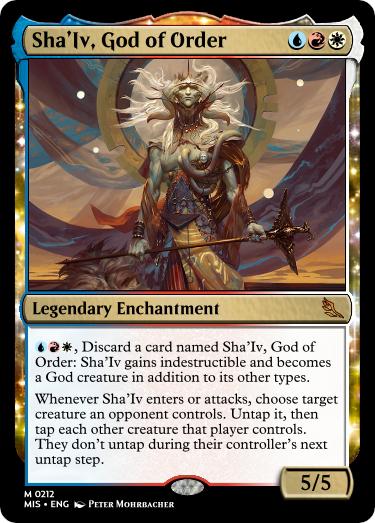 Sha'Iv, God of Order
Legendary Enchantment
, Discard a card named Sha'Iv, God of
Order: Sha'Iv gains indestructible and becomes
a God creature in addition to its other types.
Whenever Sha'Iv enters or attacks, choose target
creature an opponent controls. Untap it, then
tap each other creature that player controls.
They don't untap during their controller's next
untap step.
5/5
M 0212
MIS • ENG Peter Mohrbacher